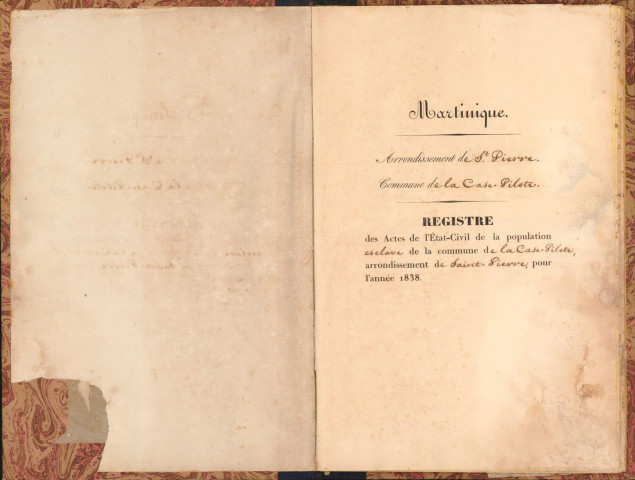 Martinique.
Arrondissement de St. Pierre.
Commune de la Case-Pilote.
REGISTRE
des Actes de l'État-Civil de la population
esclave de la commune de la Case-Pilote,
arrondissement de Saint-Pierre, pour
l'année 1838.